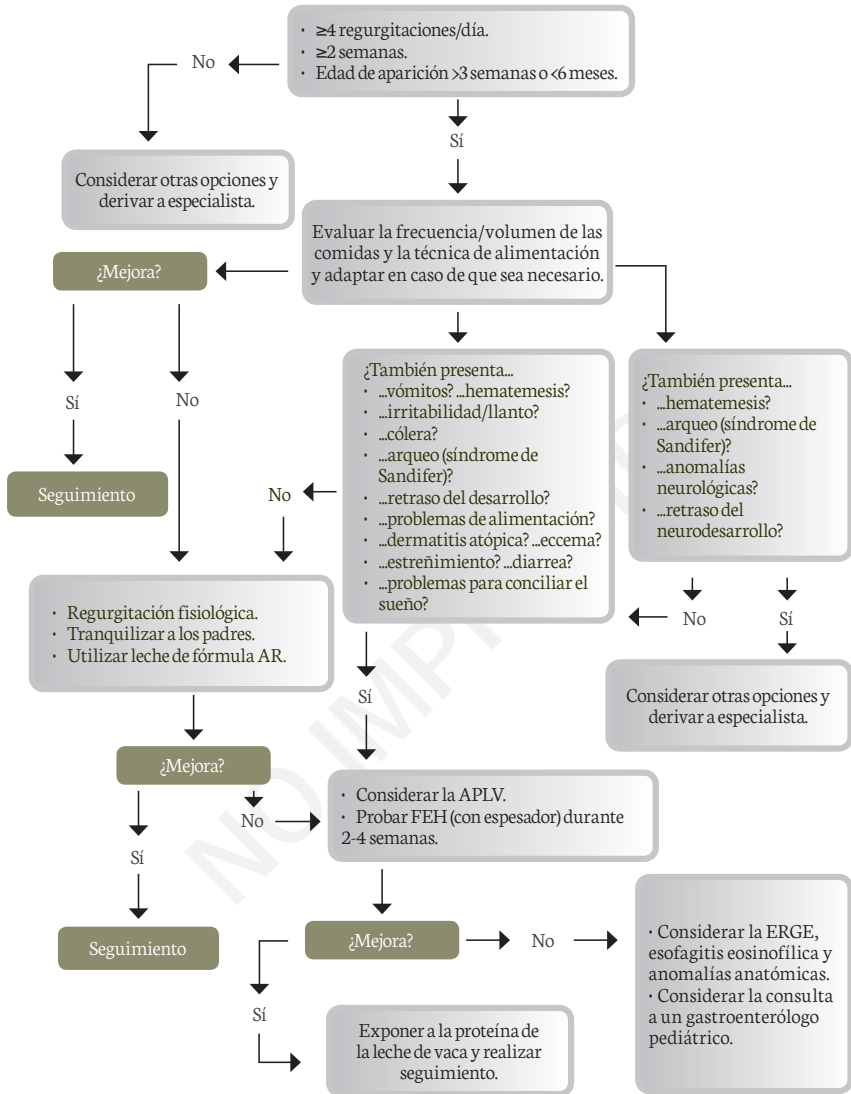 · ≥4 regurgitaciones/día.
· ≥2 semanas.
· Edad de aparición >3 semanas o <6 meses.
No
Sí
Considerar otras opciones y
derivar a especialista.
Evaluar la frecuencia/volumen de las
comidas y la técnica de alimentación
y adaptar en caso de que sea necesario.
¿Mejora?
Sí
No
Seguimiento
¿También presenta...
· ...vómitos? ...hematemesis?
· ...irritabilidad/llanto?
· ...cólera?
· ...arqueo (síndrome de
Sandifer)?
· ...retraso del desarrollo?
· ...problemas de alimentación?
· ...dermatitis atópica? ...eccema?
· ...estreñimiento? ...diarrea?
· ...problemas para conciliar el
sueño?
No
Sí
¿También presenta...
· ...hematemesis?
· ...arqueo (síndrome de
Sandifer)?
· ...anomalías
neurológicas?
· ...retraso del
neurodesarrollo?
No
Sí
Considerar otras opciones y
derivar a especialista.
· Regurgitación fisiológica.
· Tranquilizar a los padres.
· Utilizar leche de fórmula AR.
¿Mejora?
No
Sí
Seguimiento
· Considerar la APLV.
· Probar FEH (con espesador) durante
2-4 semanas.
¿Mejora?
No
Sí
· Considerar la ERGE,
esofagitis eosinofílica y
anomalías anatómicas.
· Considerar la consulta
a un gastroenterólogo
pediátrico.
Exponer a la proteína de
la leche de vaca y realizar
seguimiento.